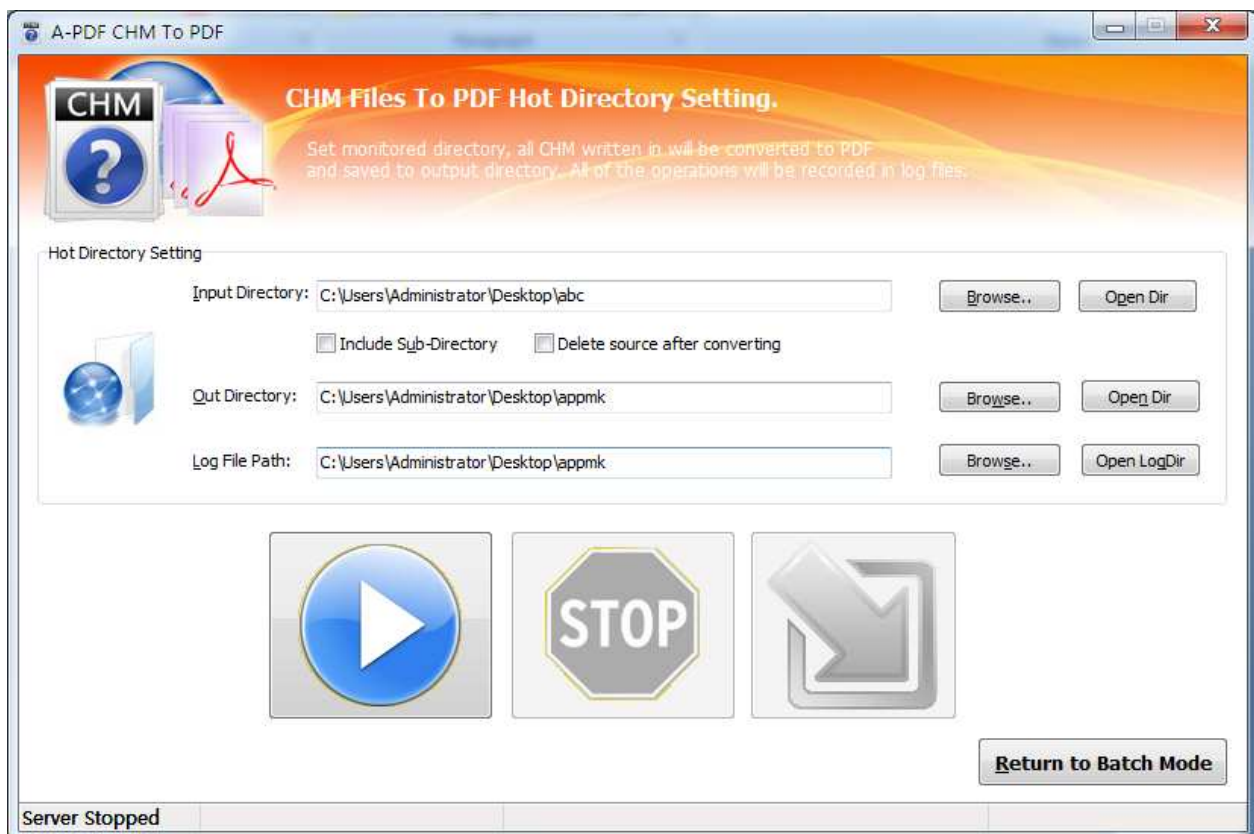 A-PDF CHM To PDF
CHM
CHM Files To PDF Hot Directory Setting.
Set monitored directory, all CHM written in will be converted to PDF
and saved to output directory. All of the operations will be recorded in log files.
Hot Directory Setting
Input Directory: C:\Users\Administrator\Desktop\abc Browse.. Open Dir
Include Sub-Directory Delete source after converting
Out Directory: C:\Users\Administrator\Desktop\appmk Browse.. Open Dir
Log File Path: C:\Users\Administrator\Desktop\appmk Browse.. Open LogDir
STOP
Return to Batch Mode
Server Stopped